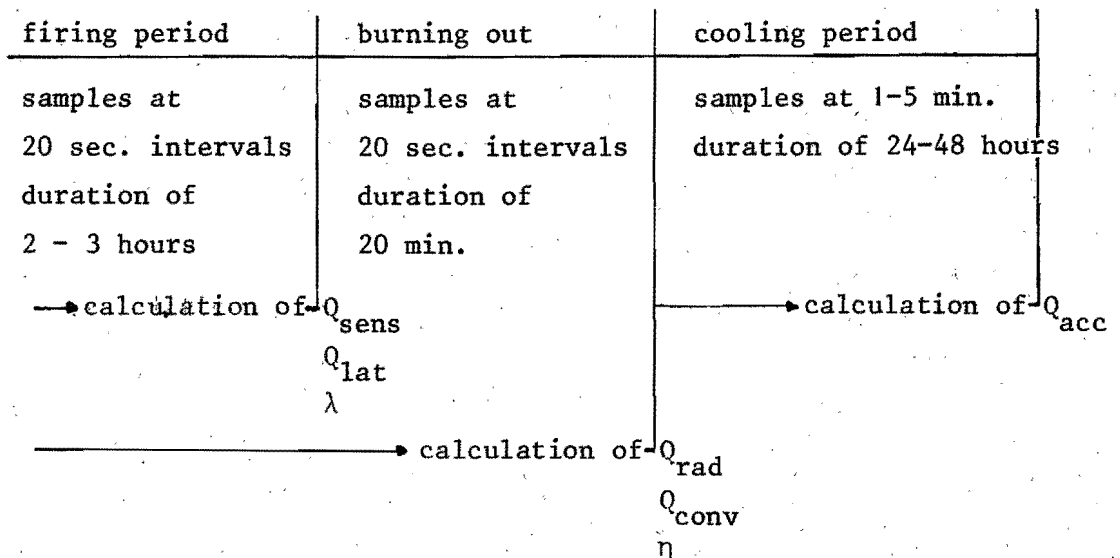 firing period burning out cooling period
samples at samples at samples at 1-5 min.
20 sec. intervals 20 sec. intervals duration of 24-48 hours
duration of duration of
2 - 3 hours 20 min.
calculation of Q_sens calculation of Q_acc
Q_lat
λ
calculation of Q_rad
Q_conv
η